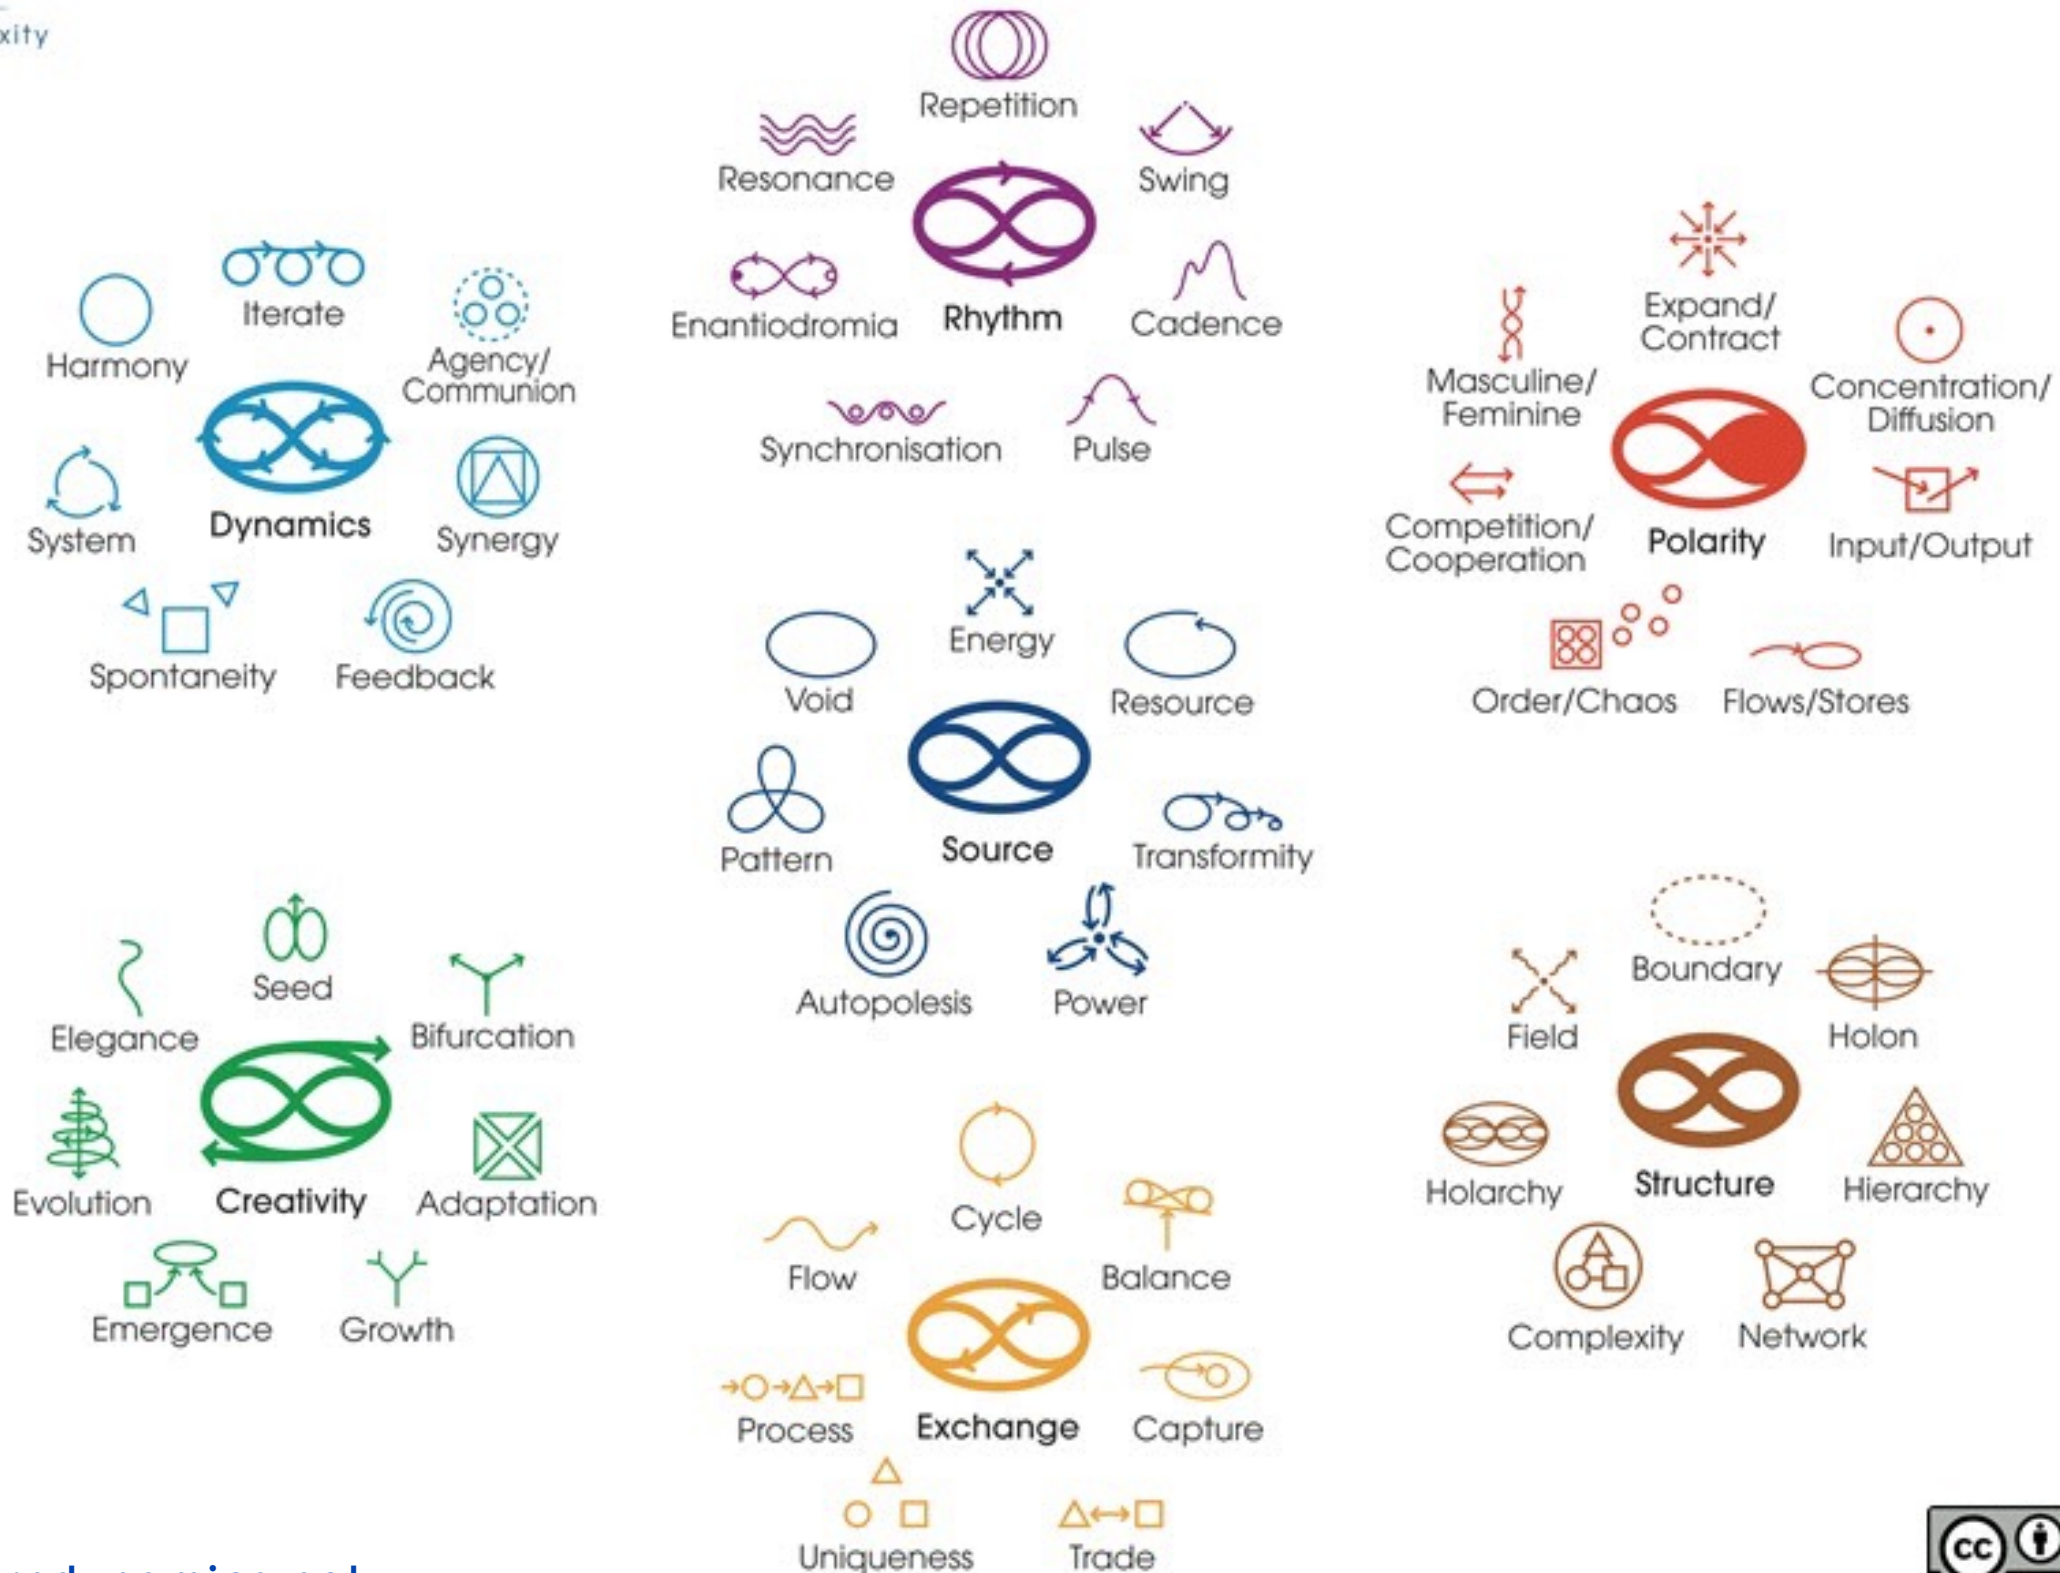 xity
Repetition
Resonance
Swing
Enantiodromia
Rhythm
Cadence
Synchronisation
Pulse
Iterate
Harmony
Agency/
Communion
System
Dynamics
Synergy
Spontaneity
Feedback
Expand/
Contract
Masculine/
Feminine
Concentration/
Diffusion
Competition/
Cooperation
Polarity
Input/Output
Order/Chaos
Flows/Stores
Energy
Void
Resource
Pattern
Source
Transformity
Autopolesis
Power
Seed
Elegance
Bifurcation
Evolution
Creativity
Adaptation
Emergence
Growth
Boundary
Field
Holon
Holarchy
Structure
Hierarchy
Complexity
Network
Cycle
Flow
Balance
Process
Exchange
Capture
Uniqueness
Trade
cc